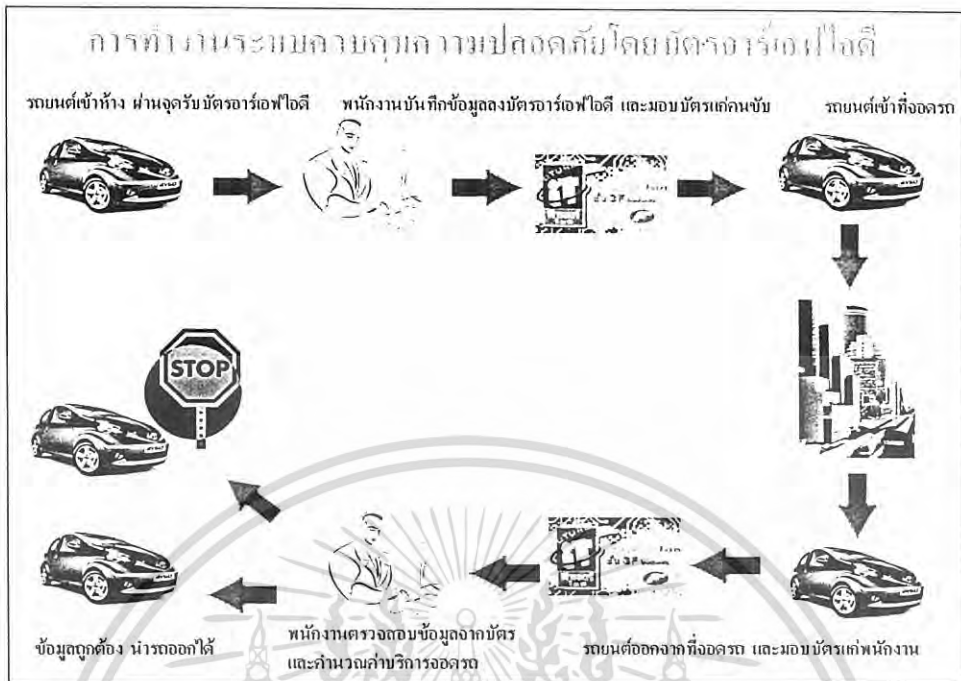 การทำงานระบบควบคุมความปลอดภัยโดยบัตรอาร์เอฟไอดี
รถยนต์เข้าห้าง ผ่านจุดรับบัตรอาร์เอฟไอดี
พนักงานบันทึกข้อมูลลงบัตรอาร์เอฟไอดี และมอบบัตรแก่คนขับ
รถยนต์เข้าที่จอดรถ
STOP
ข้อมูลถูกต้อง นำรถออกได้
พนักงานตรวจสอบข้อมูลจากบัตร
และคำนวณค่าบริการจอดรถ
รถยนต์ออกจากที่จอดรถ และมอบบัตรแก่พนักงาน